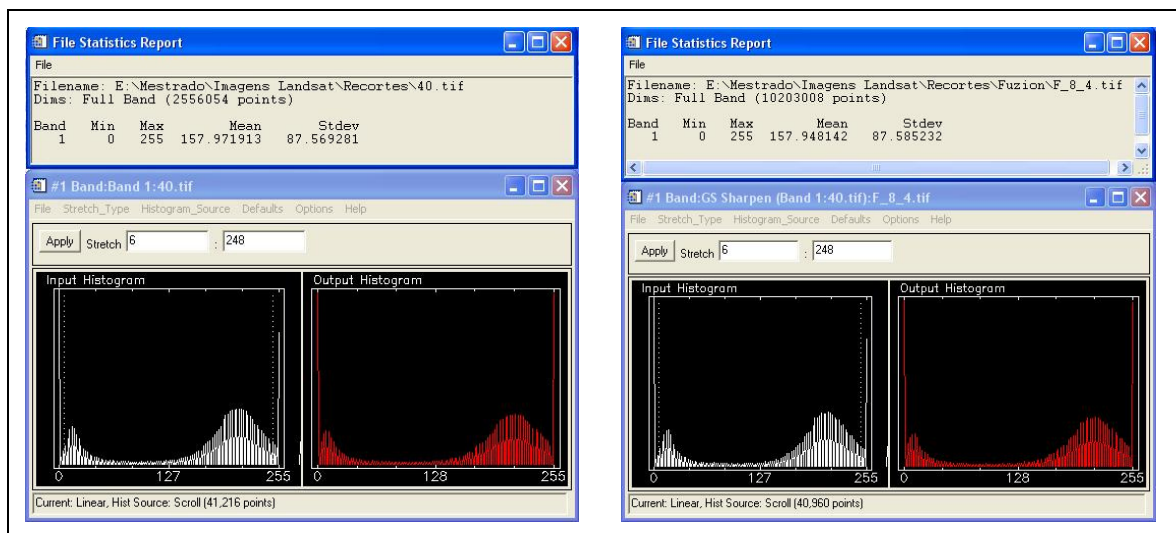 File Statistics Report
File
Filename: E:\Mestrado\Imagens Landsat\Recortes\40.tif
Dims: Full Band (2556054 points)
Band Min Max Mean Stdev
1 0 255 157.971913 87.569281
#1 Band:Band 1:40.tif
File Stretch_Type Histogram_Source Defaults Options Help
Apply Stretch 6 : 248
Input Histogram Output Histogram
0 127 255 0 128 255
Current: Linear, Hist Source: Scroll (41,216 points)
File Statistics Report
File
Filename: E:\Mestrado\Imagens Landsat\Recortes\Fuzion\F_8_4.tif
Dims: Full Band (10203008 points)
Band Min Max Mean Stdev
1 0 255 157.948142 87.585232
#1 Band:GS Sharpen (Band 1:40.tif):F_8_4.tif
File Stretch_Type Histogram_Source Defaults Options Help
Apply Stretch 6 : 248
Input Histogram Output Histogram
0 127 255 0 128 255
Current: Linear, Hist Source: Scroll (40,960 points)